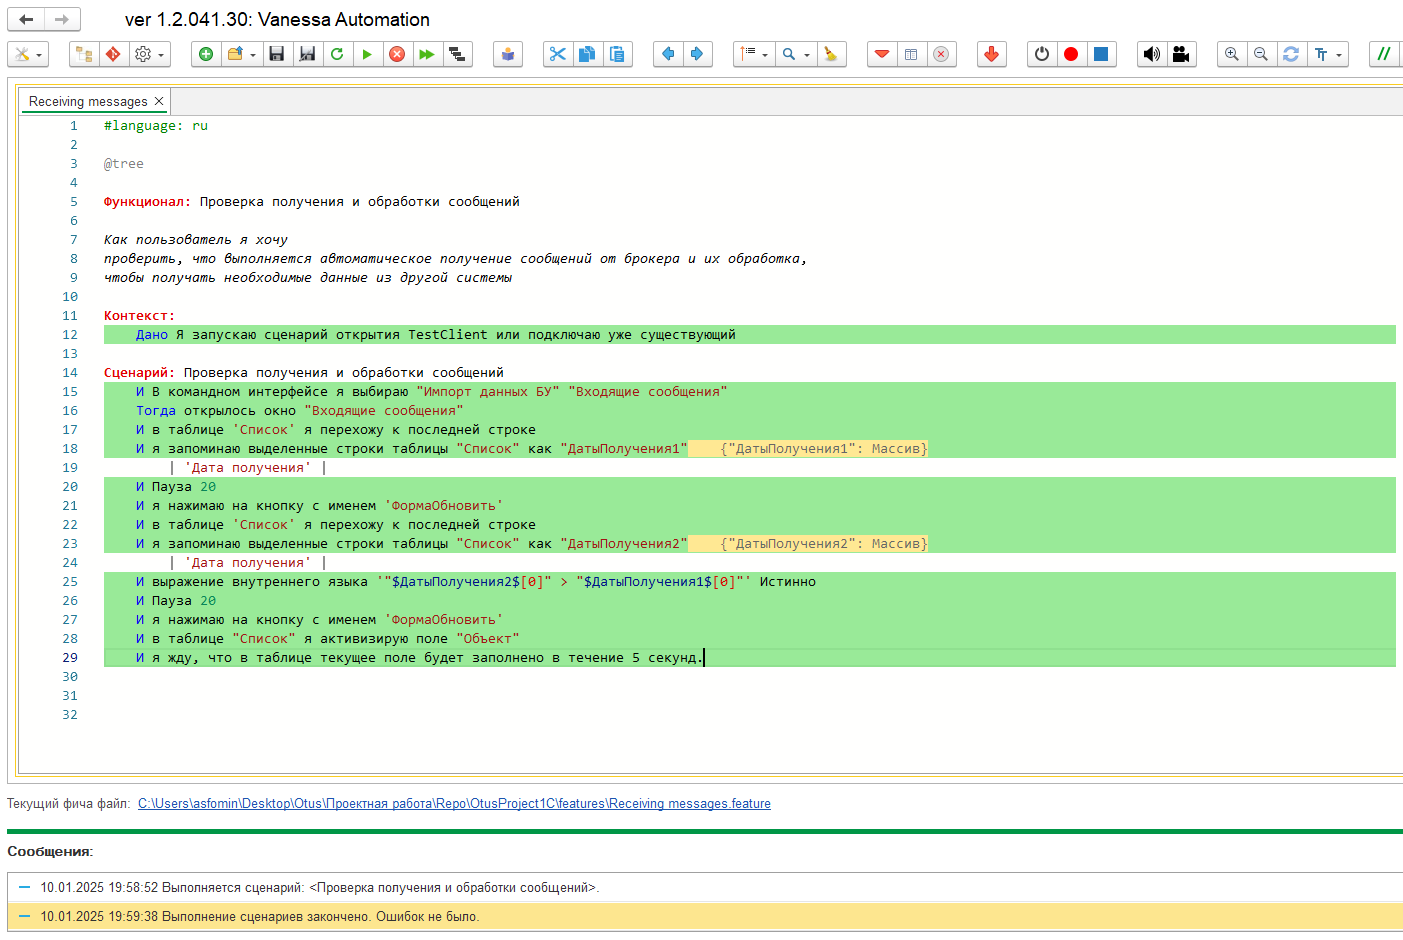 ver 1.2.041.30: Vanessa Automation
Receiving messages
1 #language: ru
2
3 @tree
4
5 Функционал: Проверка получения и обработки сообщений
6
7 Как пользователь я хочу
8 проверить, что выполняется автоматическое получение сообщений от брокера и их обработка,
9 чтобы получать необходимые данные из другой системы
10
11 Контекст:
12 Дано Я запускаю сценарий открытия TestClient или подключаю уже существующий
13
14 Сценарий: Проверка получения и обработки сообщений
15 И В командном интерфейсе я выбираю "Импорт данных БУ" "Входящие сообщения"
16 Тогда открылось окно "Входящие сообщения"
17 И в таблице 'Список' я перехожу к последней строке
18 И я запоминаю выделенные строки таблицы "Список" как "ДатыПолучения1" {"ДатыПолучения1": Массив}
19 | 'Дата получения' |
20 И Пауза 20
21 И я нажимаю на кнопку с именем 'ФормаОбновить'
22 И в таблице 'Список' я перехожу к последней строке
23 И я запоминаю выделенные строки таблицы "Список" как "ДатыПолучения2" {"ДатыПолучения2": Массив}
24 | 'Дата получения' |
25 И выражение внутреннего языка '"$ДатыПолучения2$[0]" > "$ДатыПолучения1$[0]"' Истинно
26 И Пауза 20
27 И я нажимаю на кнопку с именем 'ФормаОбновить'
28 И в таблице "Список" я активизирую поле "Объект"
29 И я жду, что в таблице текущее поле будет заполнено в течение 5 секунд.
30
31
32
Текущий фича файл: C:\Users\asfomin\Desktop\Otus\Проектная работа\Repo\OtusProject1C\features\Receiving messages.feature
Сообщения:
10.01.2025 19:58:52 Выполняется сценарий: <Проверка получения и обработки сообщений>.
10.01.2025 19:59:38 Выполнение сценариев закончено. Ошибок не было.